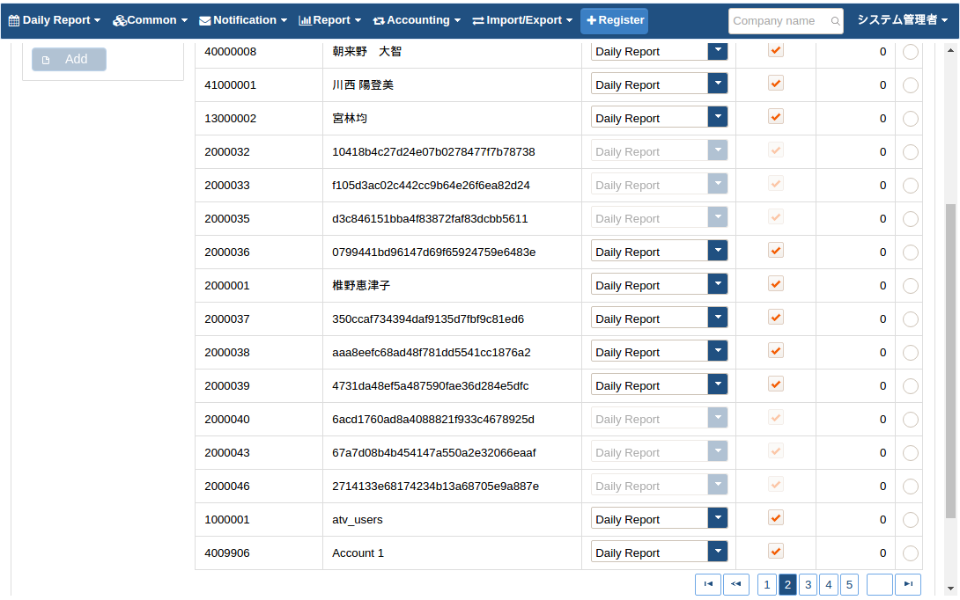 Daily Report Common Notification Report Accounting Import/Export + Register Company name システム管理者
Add
40000008 朝来野 大智 Daily Report 0
41000001 川西 陽登美 Daily Report 0
13000002 宮林均 Daily Report 0
2000032 10418b4c27d24e07b0278477f7b78738 Daily Report 0
2000033 f105d3ac02c442cc9b64e26f6ea82d24 Daily Report 0
2000035 d3c846151bba4f83872faf83dcbb5611 Daily Report 0
2000036 0799441bd96147d69f65924759e6483e Daily Report 0
2000001 椎野恵津子 Daily Report 0
2000037 350ccaf734394daf9135d7fbf9c81ed6 Daily Report 0
2000038 aaa8eefc68ad48f781dd5541cc1876a2 Daily Report 0
2000039 4731da48ef5a487590fae36d284e5dfc Daily Report 0
2000040 6acd1760ad8a4088821f933c4678925d Daily Report 0
2000043 67a7d08b4b454147a550a2e32066eaaf Daily Report 0
2000046 2714133e68174234b13a68705e9a887e Daily Report 0
1000001 atv_users Daily Report 0
4009906 Account 1 Daily Report 0
1 2 3 4 5